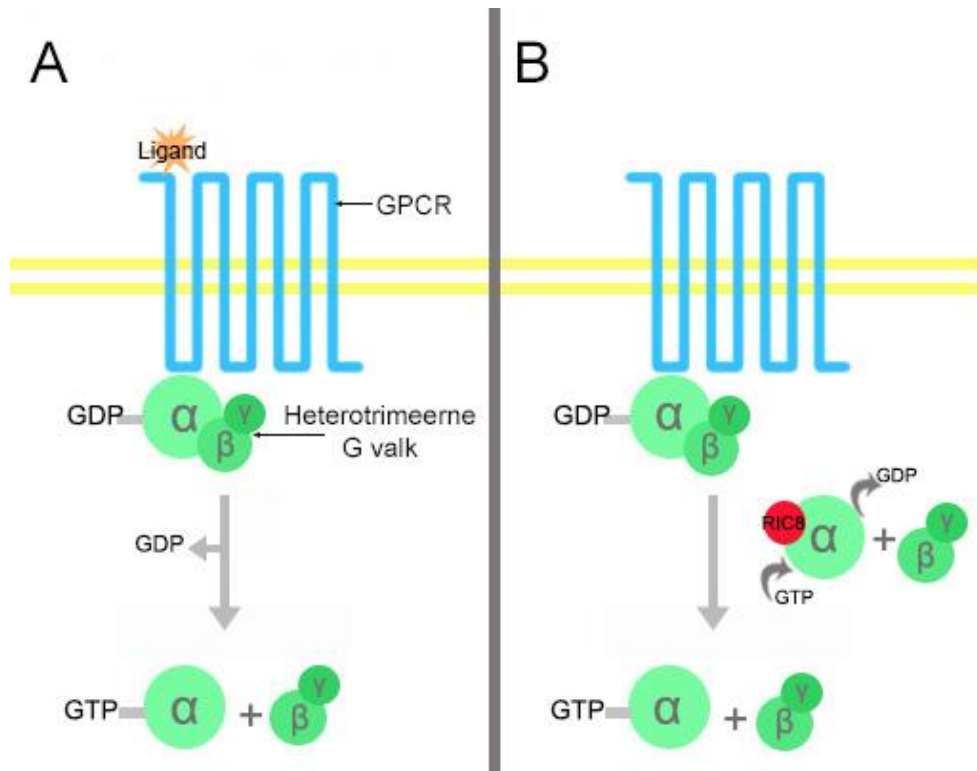 A
Ligand
GPCR
GDP
α
β
γ
Heterotrimeerne
G valk
GDP
GTP
α
+
β
γ
B
GDP
α
β
γ
RIC8
α
GDP
GTP
+
β
γ
GTP
α
+
β
γ